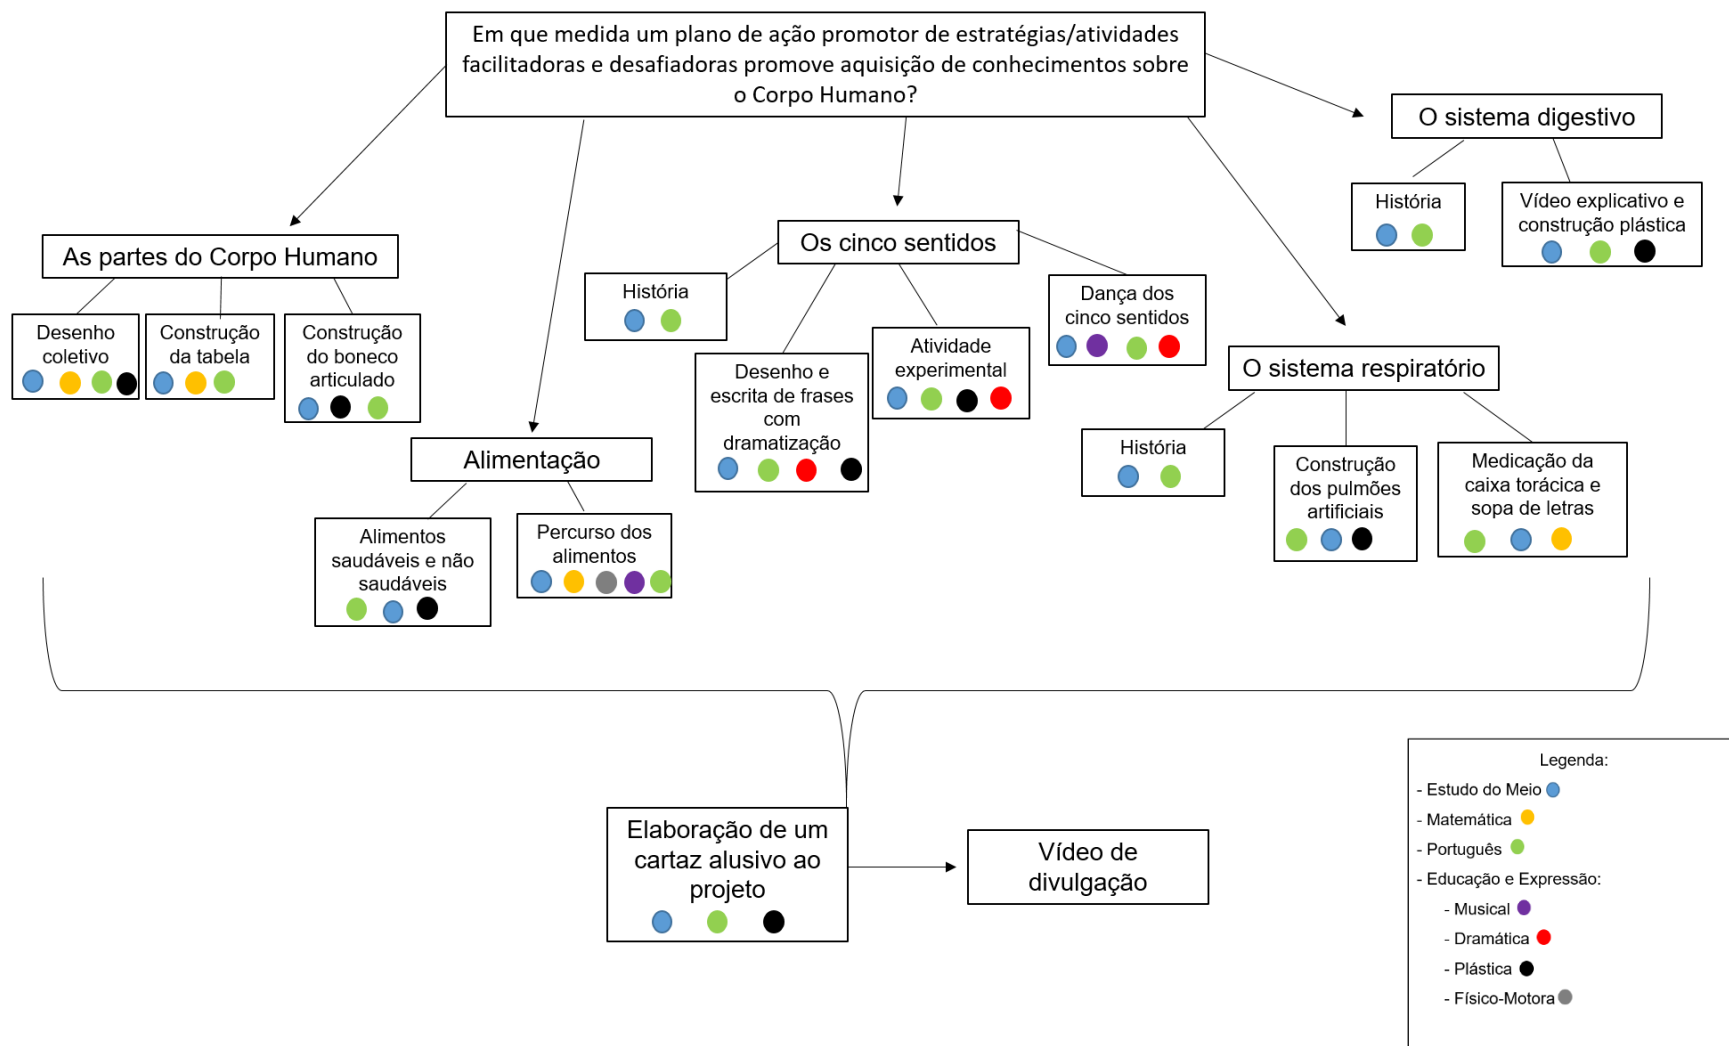 Em que medida um plano de ação promotor de estratégias/atividades
facilitadoras e desafiadoras promove aquisição de conhecimentos sobre
o Corpo Humano?
O sistema digestivo
História
Vídeo explicativo e
construção plástica
As partes do Corpo Humano
Desenho
coletivo
Construção
da tabela
Construção
do boneco
articulado
Os cinco sentidos
História
Desenho e
escrita de frases
com
dramatização
Atividade
experimental
Dança dos
cinco sentidos
O sistema respiratório
História
Construção
dos pulmões
artificiais
Medicação da
caixa torácica e
sopa de letras
Alimentação
Alimentos
saudáveis e não
saudáveis
Percurso dos
alimentos
Elaboração de um
cartaz alusivo ao
projeto
Vídeo de
divulgação
Legenda:
- Estudo do Meio
- Matemática
- Português
- Educação e Expressão:
- Musical
- Dramática
- Plástica
- Físico-Motora